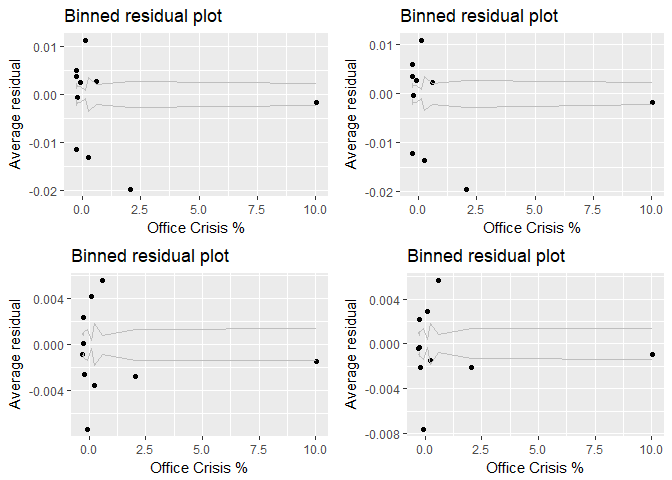 Binned residual plot
0.01
0.00
-0.01
-0.02
Average residual
0.0 2.5 5.0 7.5 10.0
Office Crisis %
Binned residual plot
0.01
0.00
-0.01
-0.02
Average residual
0.0 2.5 5.0 7.5 10.0
Office Crisis %
Binned residual plot
0.004
0.000
-0.004
Average residual
0.0 2.5 5.0 7.5 10.0
Office Crisis %
Binned residual plot
0.004
0.000
-0.004
-0.008
Average residual
0.0 2.5 5.0 7.5 10.0
Office Crisis %